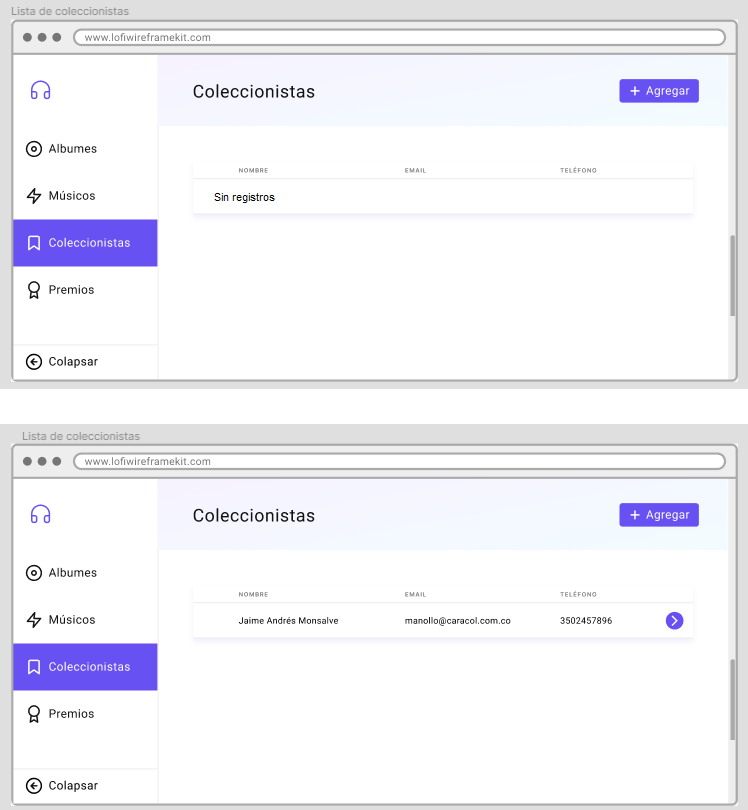 Lista de coleccionistas
www.lofiwireframekit.com
Coleccionistas
+ Agregar
Albumes
NOMBRE EMAIL TELÉFONO
Músicos
Sin registros
Coleccionistas
Premios
Colapsar
Lista de coleccionistas
www.lofiwireframekit.com
Coleccionistas
+ Agregar
Albumes
NOMBRE EMAIL TELÉFONO
Músicos
Jaime Andrés Monsalve manollo@caracol.com.co 3502457896
Coleccionistas
Premios
Colapsar